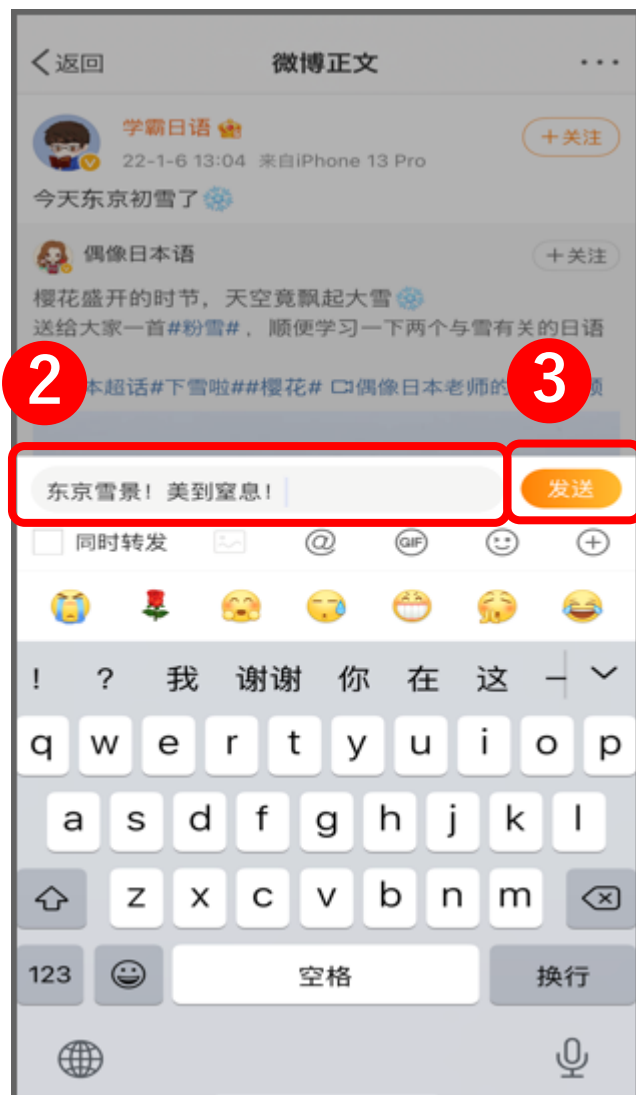 返回 微博正文 ...
学霸日语
+关注
22-1-6 13:04 来自iPhone 13 Pro
今天东京初雪了
偶像日本语
+关注
樱花盛开的时节，天空竟飘起大雪
送给大家一首#粉雪#，顺便学习一下两个与雪有关的日语
2
3
本超话#下雪啦##樱花# 偶像日本老师的
东京雪景！美到窒息！
发送
同时转发
@ GIF
! ? 我 谢谢 你 在 这 一
q w e r t y u i o p
a s d f g h j k l
z x c v b n m
123 空格 换行